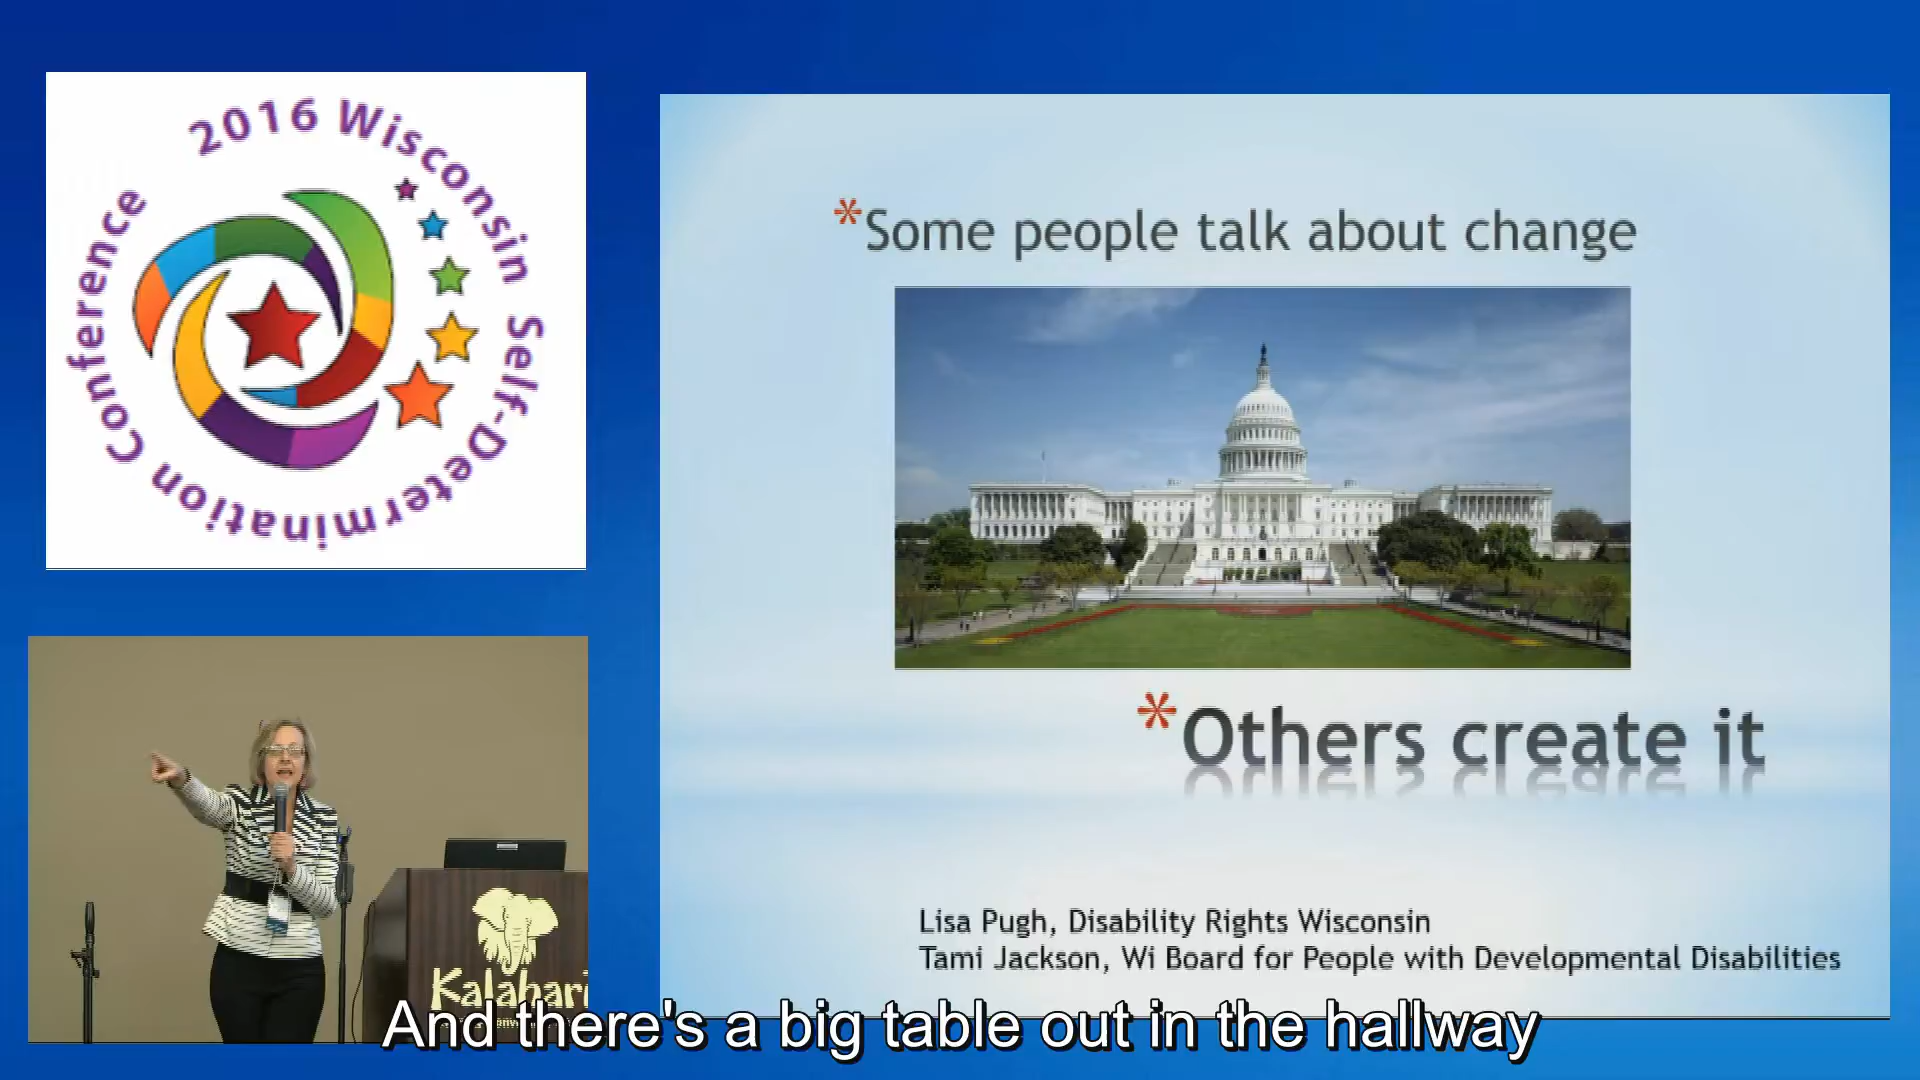 2016 Wisconsin Self-Determination Conference
*Some people talk about change
*Others create it
Lisa Pugh, Disability Rights Wisconsin
Tami Jackson, Wi Board for People with Developmental Disabilities
Kalahari
And there's a big table out in the hallway